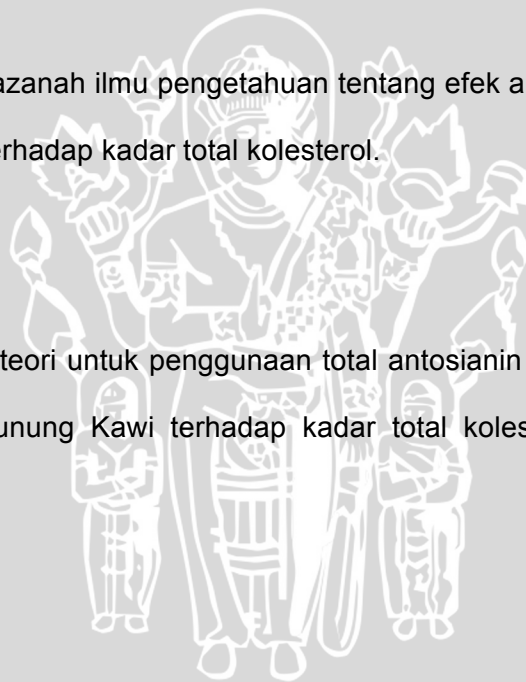 azanah ilmu pengetahuan tentang efek a
erhadap kadar total kolesterol.
teori untuk penggunaan total antosianin
unung Kawi terhadap kadar total koles